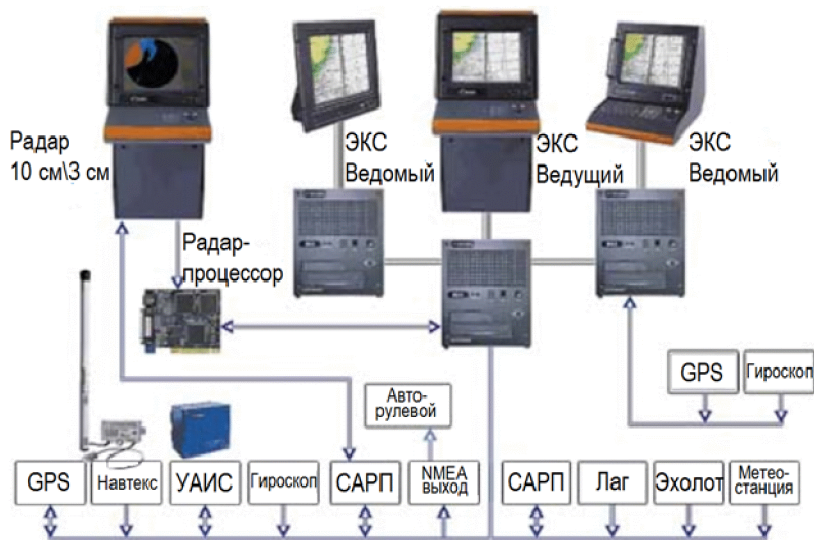 Радар
10 см\3 см
ЭКС
Ведомый
ЭКС
Ведущий
ЭКС
Ведомый
Радар-
процессор
GPS
Гироскоп
Авто-
рулевой
GPS
Навтекс
УАИС
Гироскоп
САРП
NMEA
выход
САРП
Лаг
Эхолот
Метео-
станция